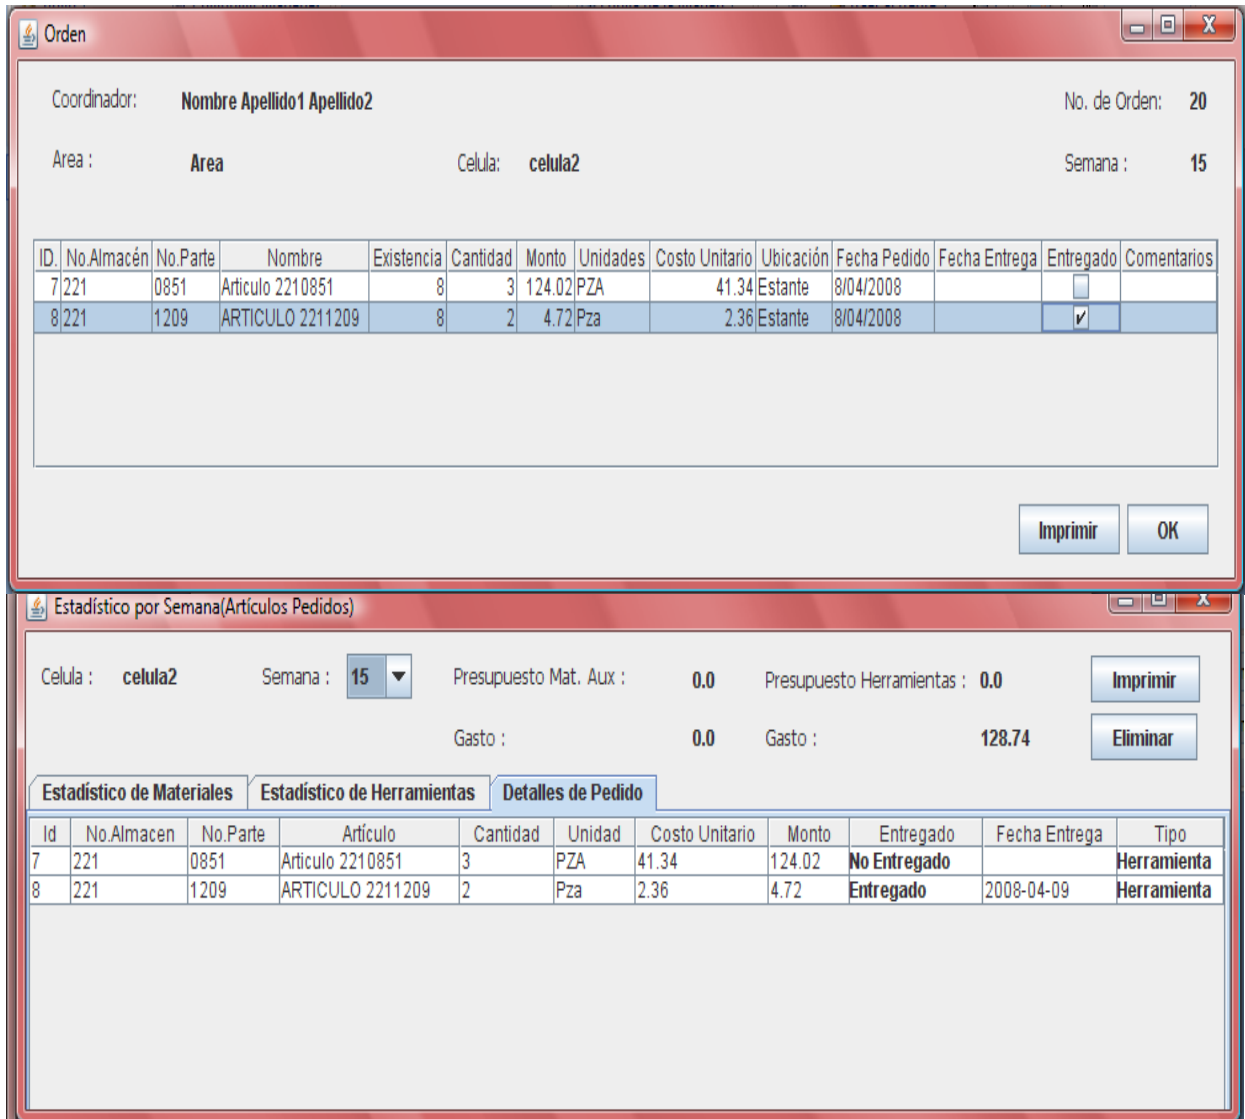 Orden
Coordinador: Nombre Apellido1 Apellido2 No. de Orden: 20
Area : Area Celula: celula2 Semana : 15
ID. No.Almacén No.Parte Nombre Existencia Cantidad Monto Unidades Costo Unitario Ubicación Fecha Pedido Fecha Entrega Entregado Comentarios
7 221 0851 Articulo 2210851 8 3 124.02 PZA 41.34 Estante 8/04/2008
8 221 1209 ARTICULO 2211209 8 2 4.72 Pza 2.36 Estante 8/04/2008
Imprimir OK
Estadístico por Semana(Artículos Pedidos)
Celula : celula2 Semana : 15 Presupuesto Mat. Aux : 0.0 Presupuesto Herramientas : 0.0 Imprimir
Gasto : 0.0 Gasto : 128.74 Eliminar
Estadístico de Materiales Estadístico de Herramientas Detalles de Pedido
Id No.Almacen No.Parte Artículo Cantidad Unidad Costo Unitario Monto Entregado Fecha Entrega Tipo
7 221 0851 Articulo 2210851 3 PZA 41.34 124.02 No Entregado Herramienta
8 221 1209 ARTICULO 2211209 2 Pza 2.36 4.72 Entregado 2008-04-09 Herramienta